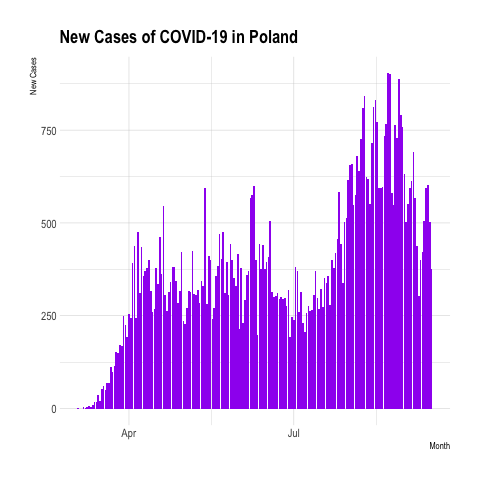 New Cases of COVID-19 in Poland
New Cases
750
500
250
0
Apr
Jul
Month